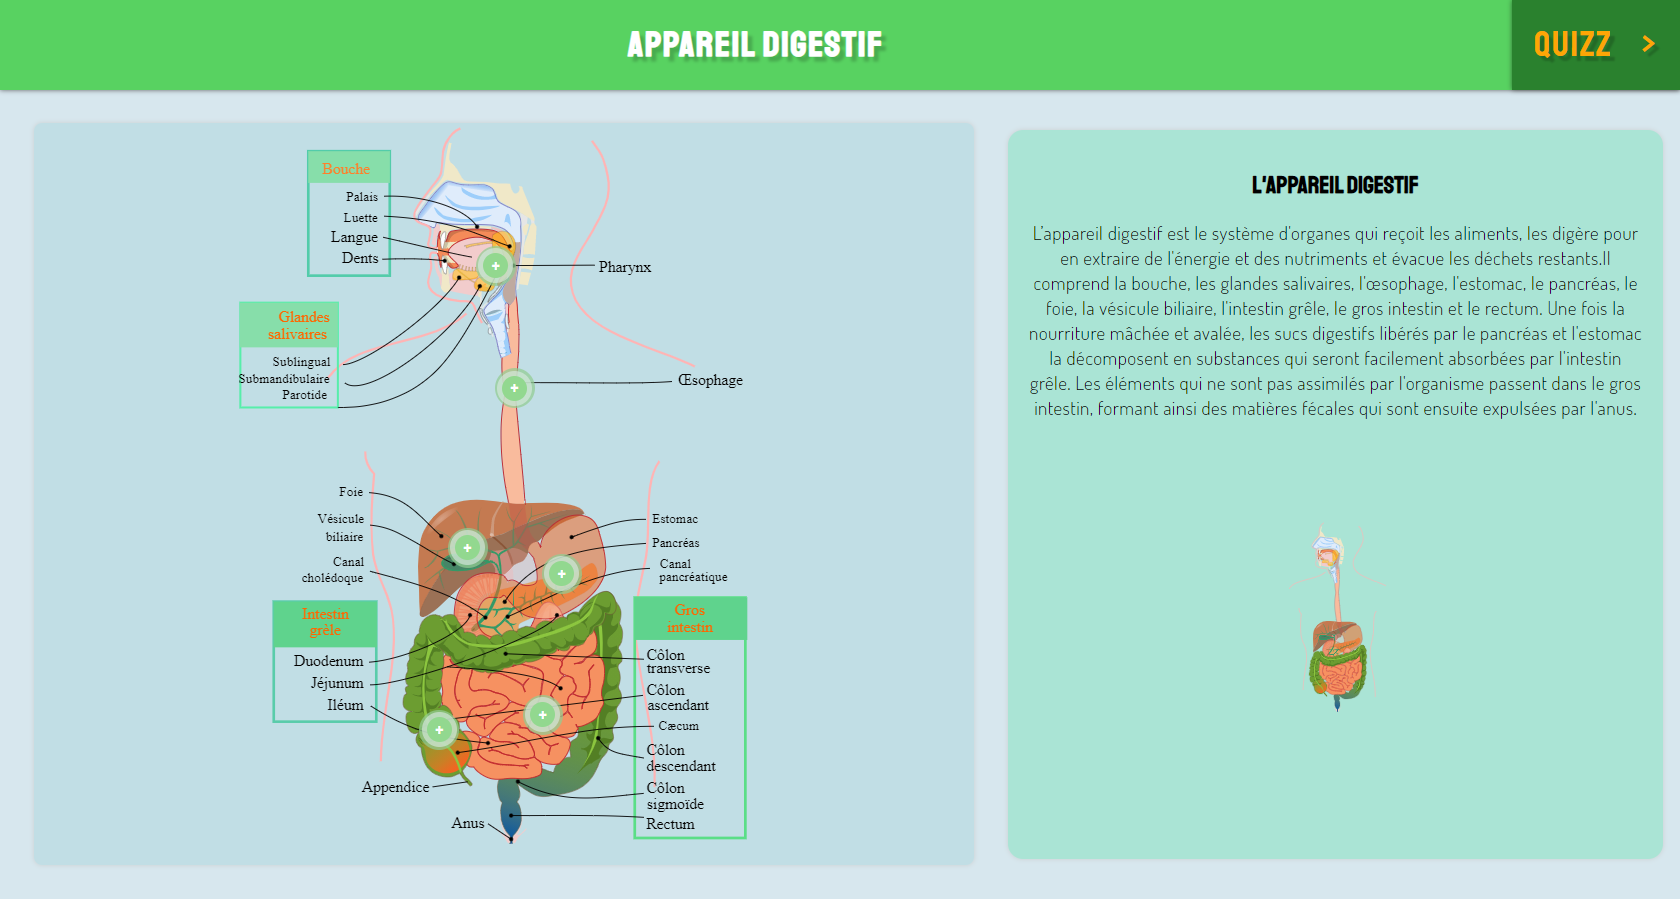 APPAREIL DIGESTIF
QUIZZ >
Bouche
Palais
Luette
Langue
Dents
Pharynx
Glandes
salivaires
Sublingual
Submandibulaire
Parotide
Œsophage
Foie
Vésicule
biliaire
Canal
cholédoque
Estomac
Pancréas
Canal
pancréatique
Intestin
grêle
Duodenum
Jéjunum
Iléum
Gros
intestin
Côlon
transverse
Côlon
ascendant
Cæcum
Côlon
descendant
Côlon
sigmoïde
Rectum
Appendice
Anus
L'APPAREIL DIGESTIF
L'appareil digestif est le système d'organes qui reçoit les aliments, les digère pour
en extraire de l'énergie et des nutriments et évacue les déchets restants.Il
comprend la bouche, les glandes salivaires, l'œsophage, l'estomac, le pancréas, le
foie, la vésicule biliaire, l'intestin grêle, le gros intestin et le rectum. Une fois la
nourriture mâchée et avalée, les sucs digestifs libérés par le pancréas et l'estomac
la décomposent en substances qui seront facilement absorbées par l'intestin
grêle. Les éléments qui ne sont pas assimilés par l'organisme passent dans le gros
intestin, formant ainsi des matières fécales qui sont ensuite expulsées par l'anus.